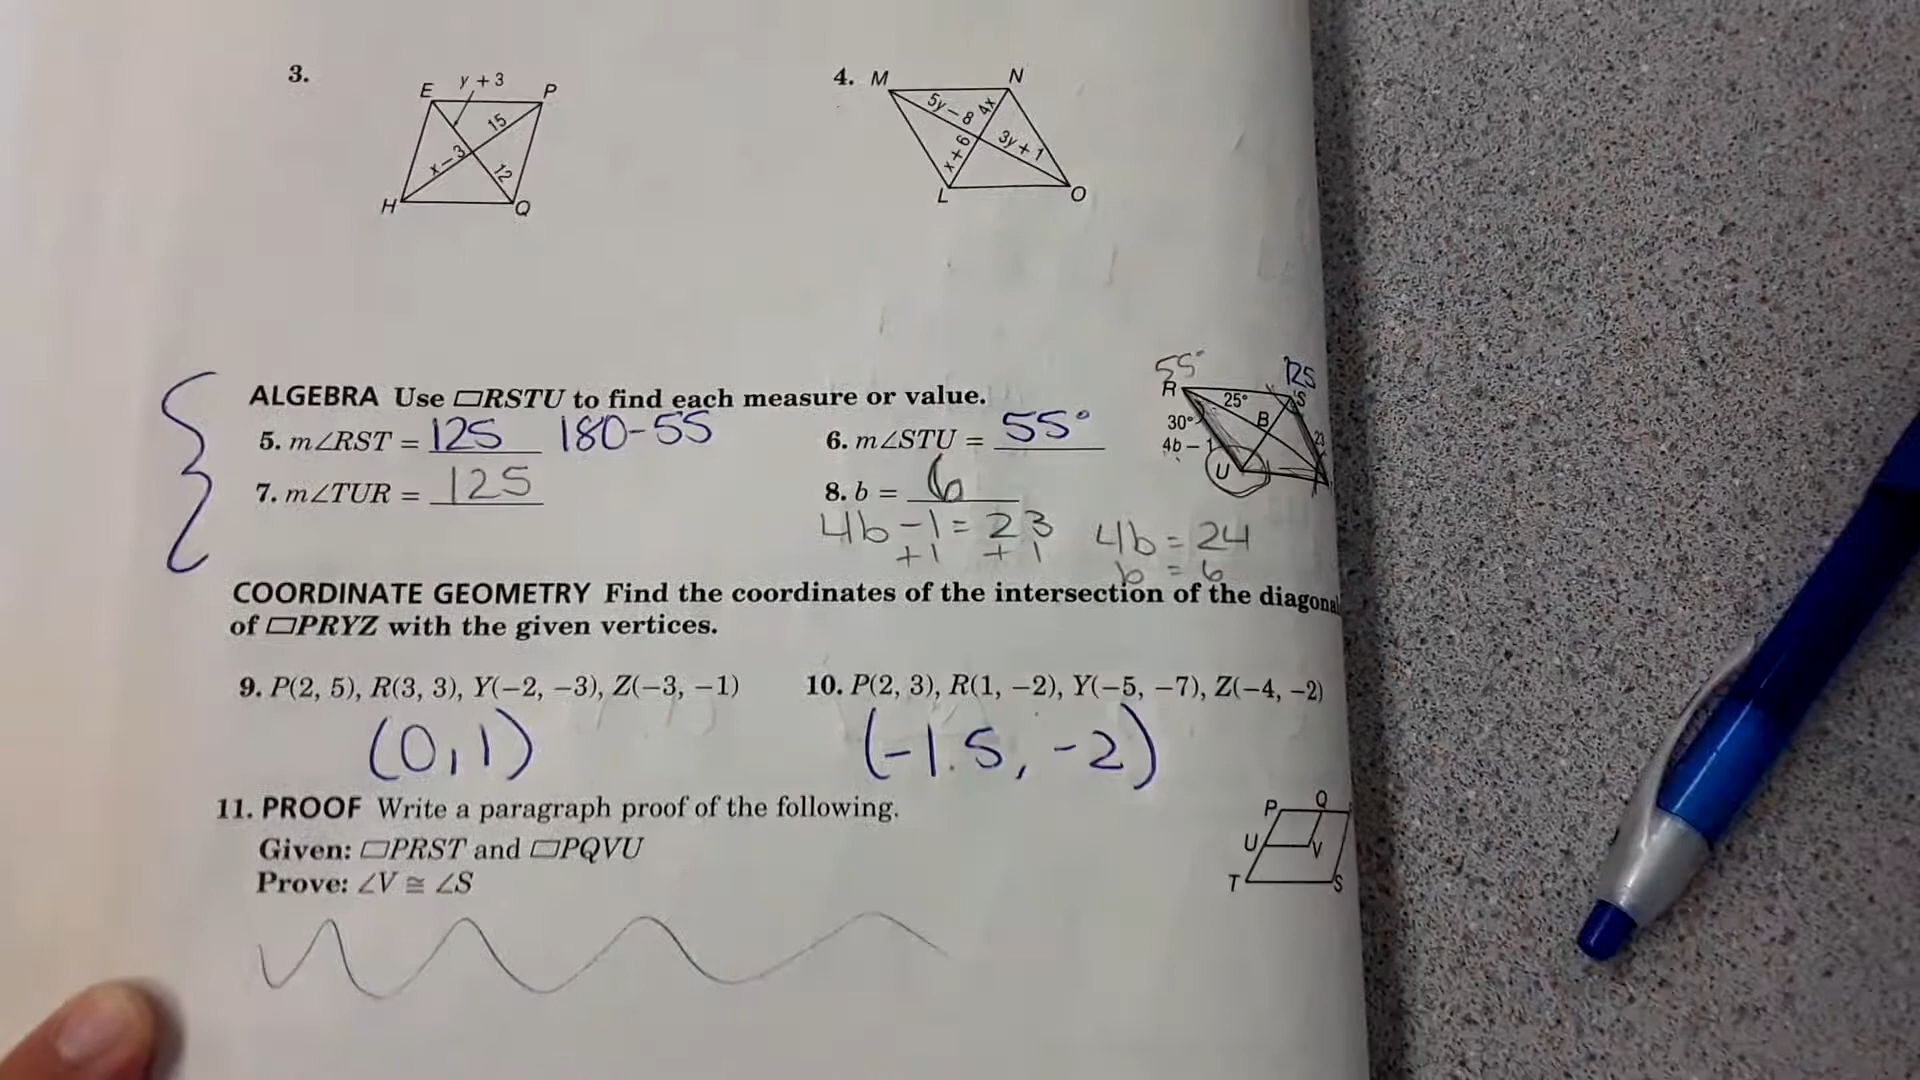 3.
E
y + 3
P
15
x – 3
12
H
Q
4. M
N
5y – 8
4x
x + 6
3y + 1
L
O
55°
125
R
25°
S
30°
B
23
4b – 1
U
ALGEBRA Use ▱RSTU to find each measure or value.
5. m∠RST = 125 180-55
6. m∠STU = 55°
7. m∠TUR = 125
8. b = 6
4b - 1 = 23
+1 +1
4b = 24
b = 6
COORDINATE GEOMETRY Find the coordinates of the intersection of the diagonal
of ▱PRYZ with the given vertices.
9. P(2, 5), R(3, 3), Y(−2, −3), Z(−3, −1)
10. P(2, 3), R(1, −2), Y(−5, −7), Z(−4, −2)
(0,1)
(-1.5, -2)
11. PROOF Write a paragraph proof of the following.
Given: ▱PRST and ▱PQVU
Prove: ∠V ≅ ∠S
P
Q
U
V
T
S